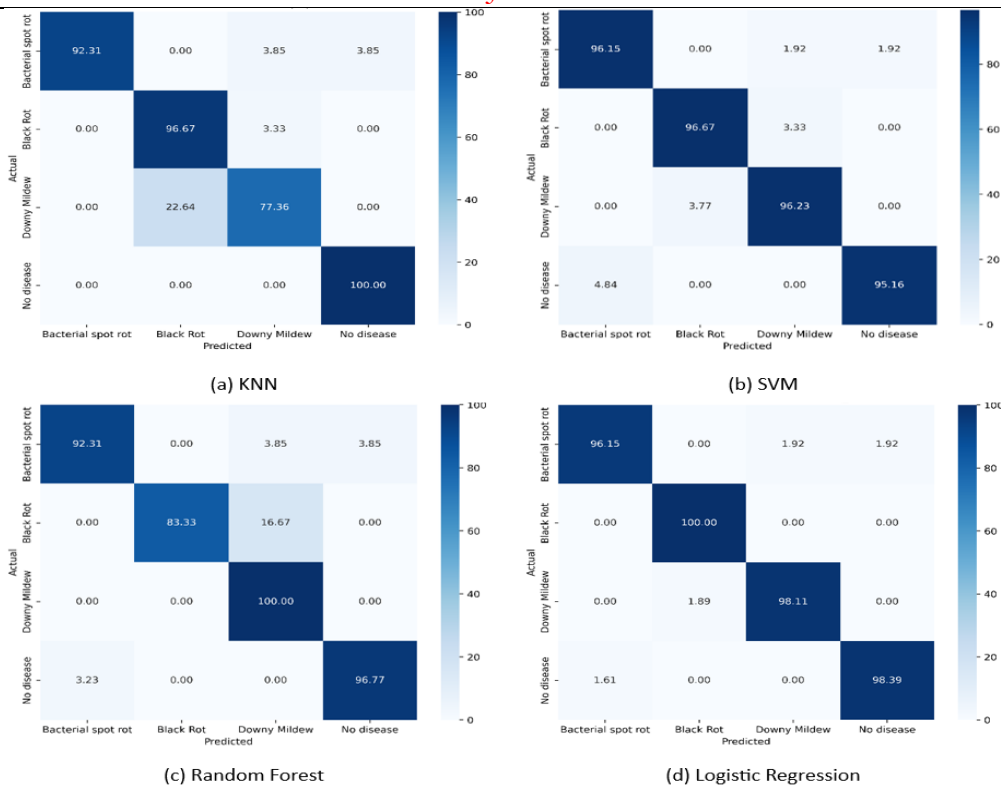 100
Bacterial spot rot 92.31 0.00 3.85 3.85
80
Black Rot 0.00 96.67 3.33 0.00
60
Actual
40
Downy Mildew 0.00 22.64 77.36 0.00
20
No disease 0.00 0.00 0.00 100.00
0
Bacterial spot rot Black Rot Downy Mildew No disease
Predicted
(a) KNN
Bacterial spot rot 96.15 0.00 1.92 1.92
80
Black Rot 0.00 96.67 3.33 0.00
60
Actual
40
Downy Mildew 0.00 3.77 96.23 0.00
20
No disease 4.84 0.00 0.00 95.16
0
Bacterial spot rot Black Rot Downy Mildew No disease
Predicted
(b) SVM
100
Bacterial spot rot 92.31 0.00 3.85 3.85
80
Black Rot 0.00 83.33 16.67 0.00
60
Actual
40
Downy Mildew 0.00 0.00 100.00 0.00
20
No disease 3.23 0.00 0.00 96.77
0
Bacterial spot rot Black Rot Downy Mildew No disease
Predicted
(c) Random Forest
100
Bacterial spot rot 96.15 0.00 1.92 1.92
80
Black Rot 0.00 100.00 0.00 0.00
60
Actual
40
Downy Mildew 0.00 1.89 98.11 0.00
20
No disease 1.61 0.00 0.00 98.39
0
Bacterial spot rot Black Rot Downy Mildew No disease
Predicted
(d) Logistic Regression